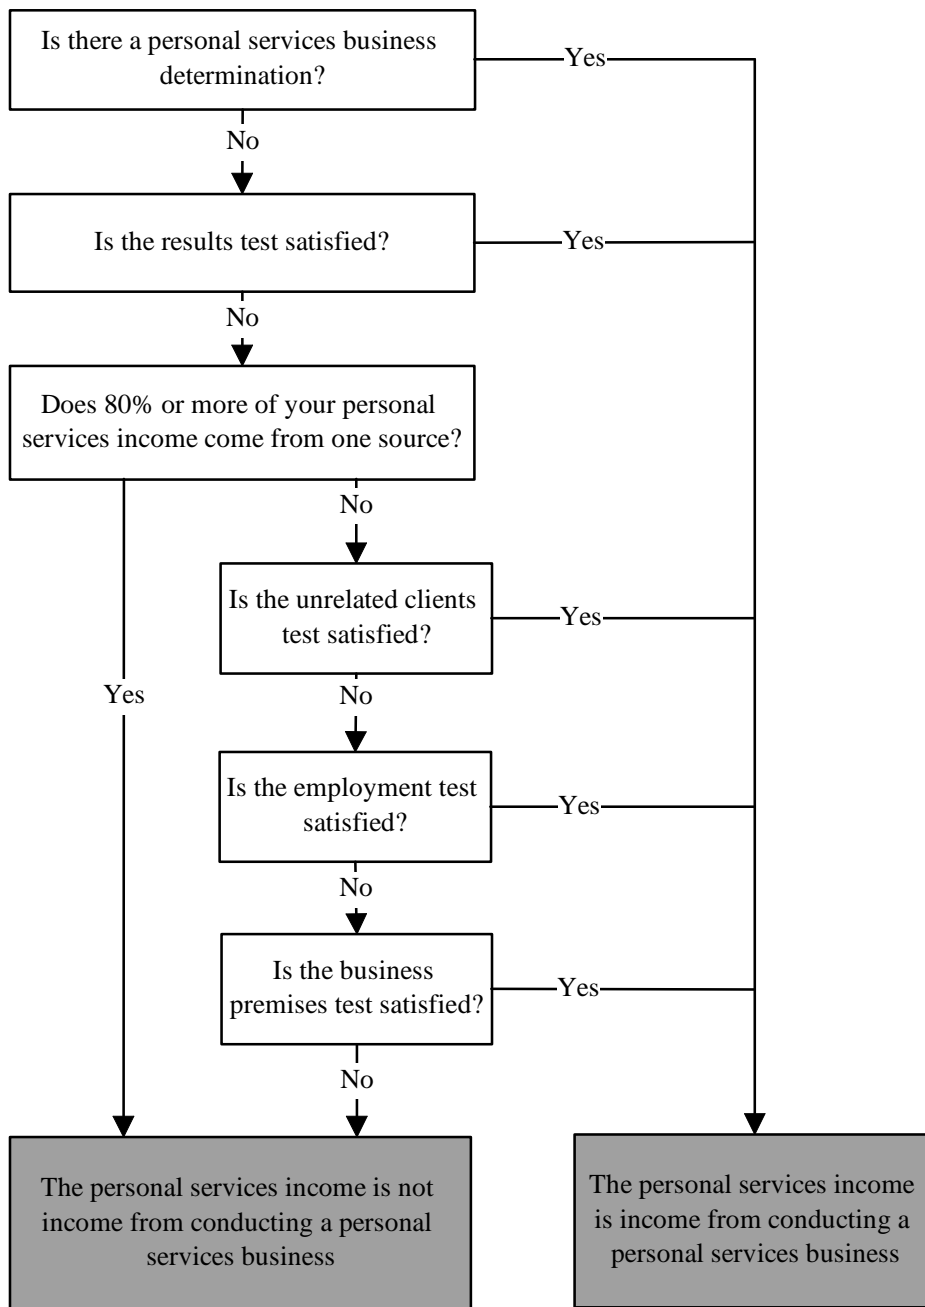 Is there a personal services business
determination?
Yes
No
Is the results test satisfied?
Yes
No
Does 80% or more of your personal
services income come from one source?
No
Is the unrelated clients
test satisfied?
Yes
No
Yes
Is the employment test
satisfied?
Yes
No
Is the business
premises test satisfied?
Yes
No
The personal services income is not
income from conducting a personal
services business
The personal services income
is income from conducting a
personal services business